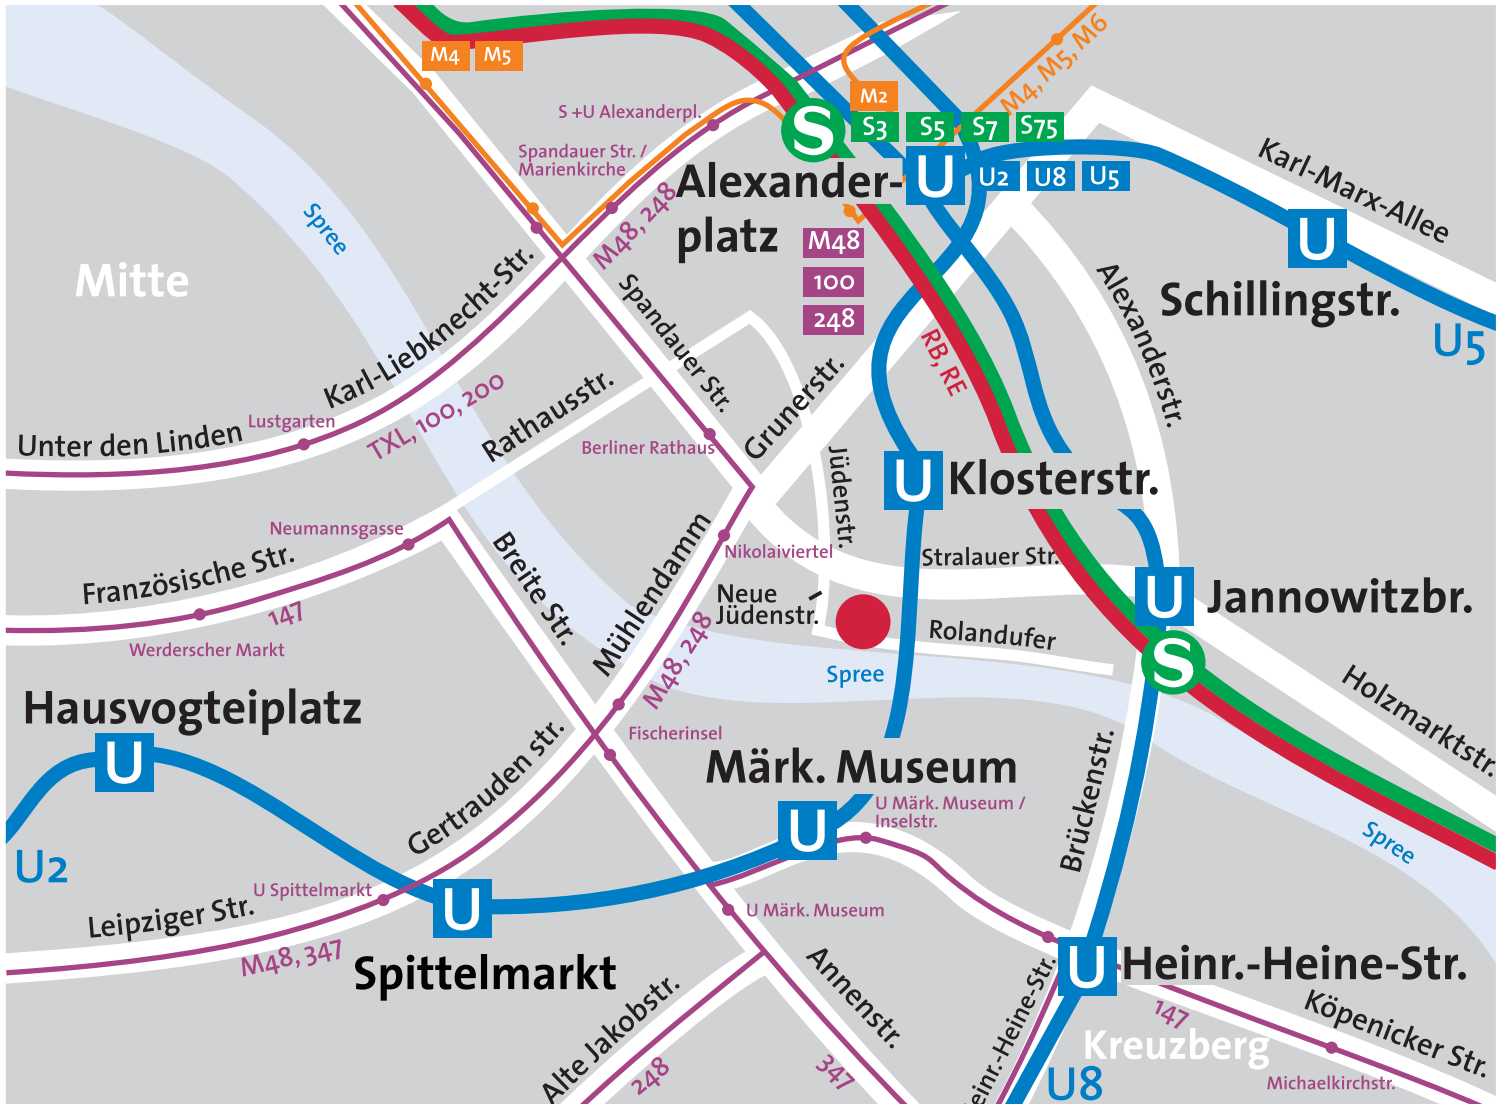 M4 M5
M2
M4, M5, M6
S +U Alexanderpl.
S
S3 S5 S7 S75
Spandauer Str. /
Marienkirche
Alexander-
platz
U
U2 U8 U5
Karl-Marx-Allee
Spree
M48, 248
Mitte
M48
100
248
U
Schillingstr.
U5
Karl-Liebknecht-Str.
Spandauer Str.
Alexanderstr.
RB, RE
Grunerstr.
Unter den Linden
Lustgarten
TXL, 100, 200
Rathausstr.
Berliner Rathaus
Jüdenstr.
U
Klosterstr.
Neumannsgasse
Französische Str.
147
Werderscher Markt
Breite Str.
Mühlendamm
Nikolaiviertel
Stralauer Str.
Neue
Jüdenstr.
U
Jannowitzbr.
S
Rolandufer
Spree
M48, 248
Holzmarktstr.
Hausvogteiplatz
U
U2
Fischerinsel
Gertrauden str.
Märk. Museum
U
U Märk. Museum /
Inselstr.
Brückenstr.
Spree
U Spittelmarkt
Leipziger Str.
M48, 347
U
Spittelmarkt
U Märk. Museum
Annenstr.
Alte Jakobstr.
248
347
U
Heinr.-Heine-Str.
einr.-Heine-Str.
147
Köpenicker Str.
Kreuzberg
U8
Michaelkirchstr.